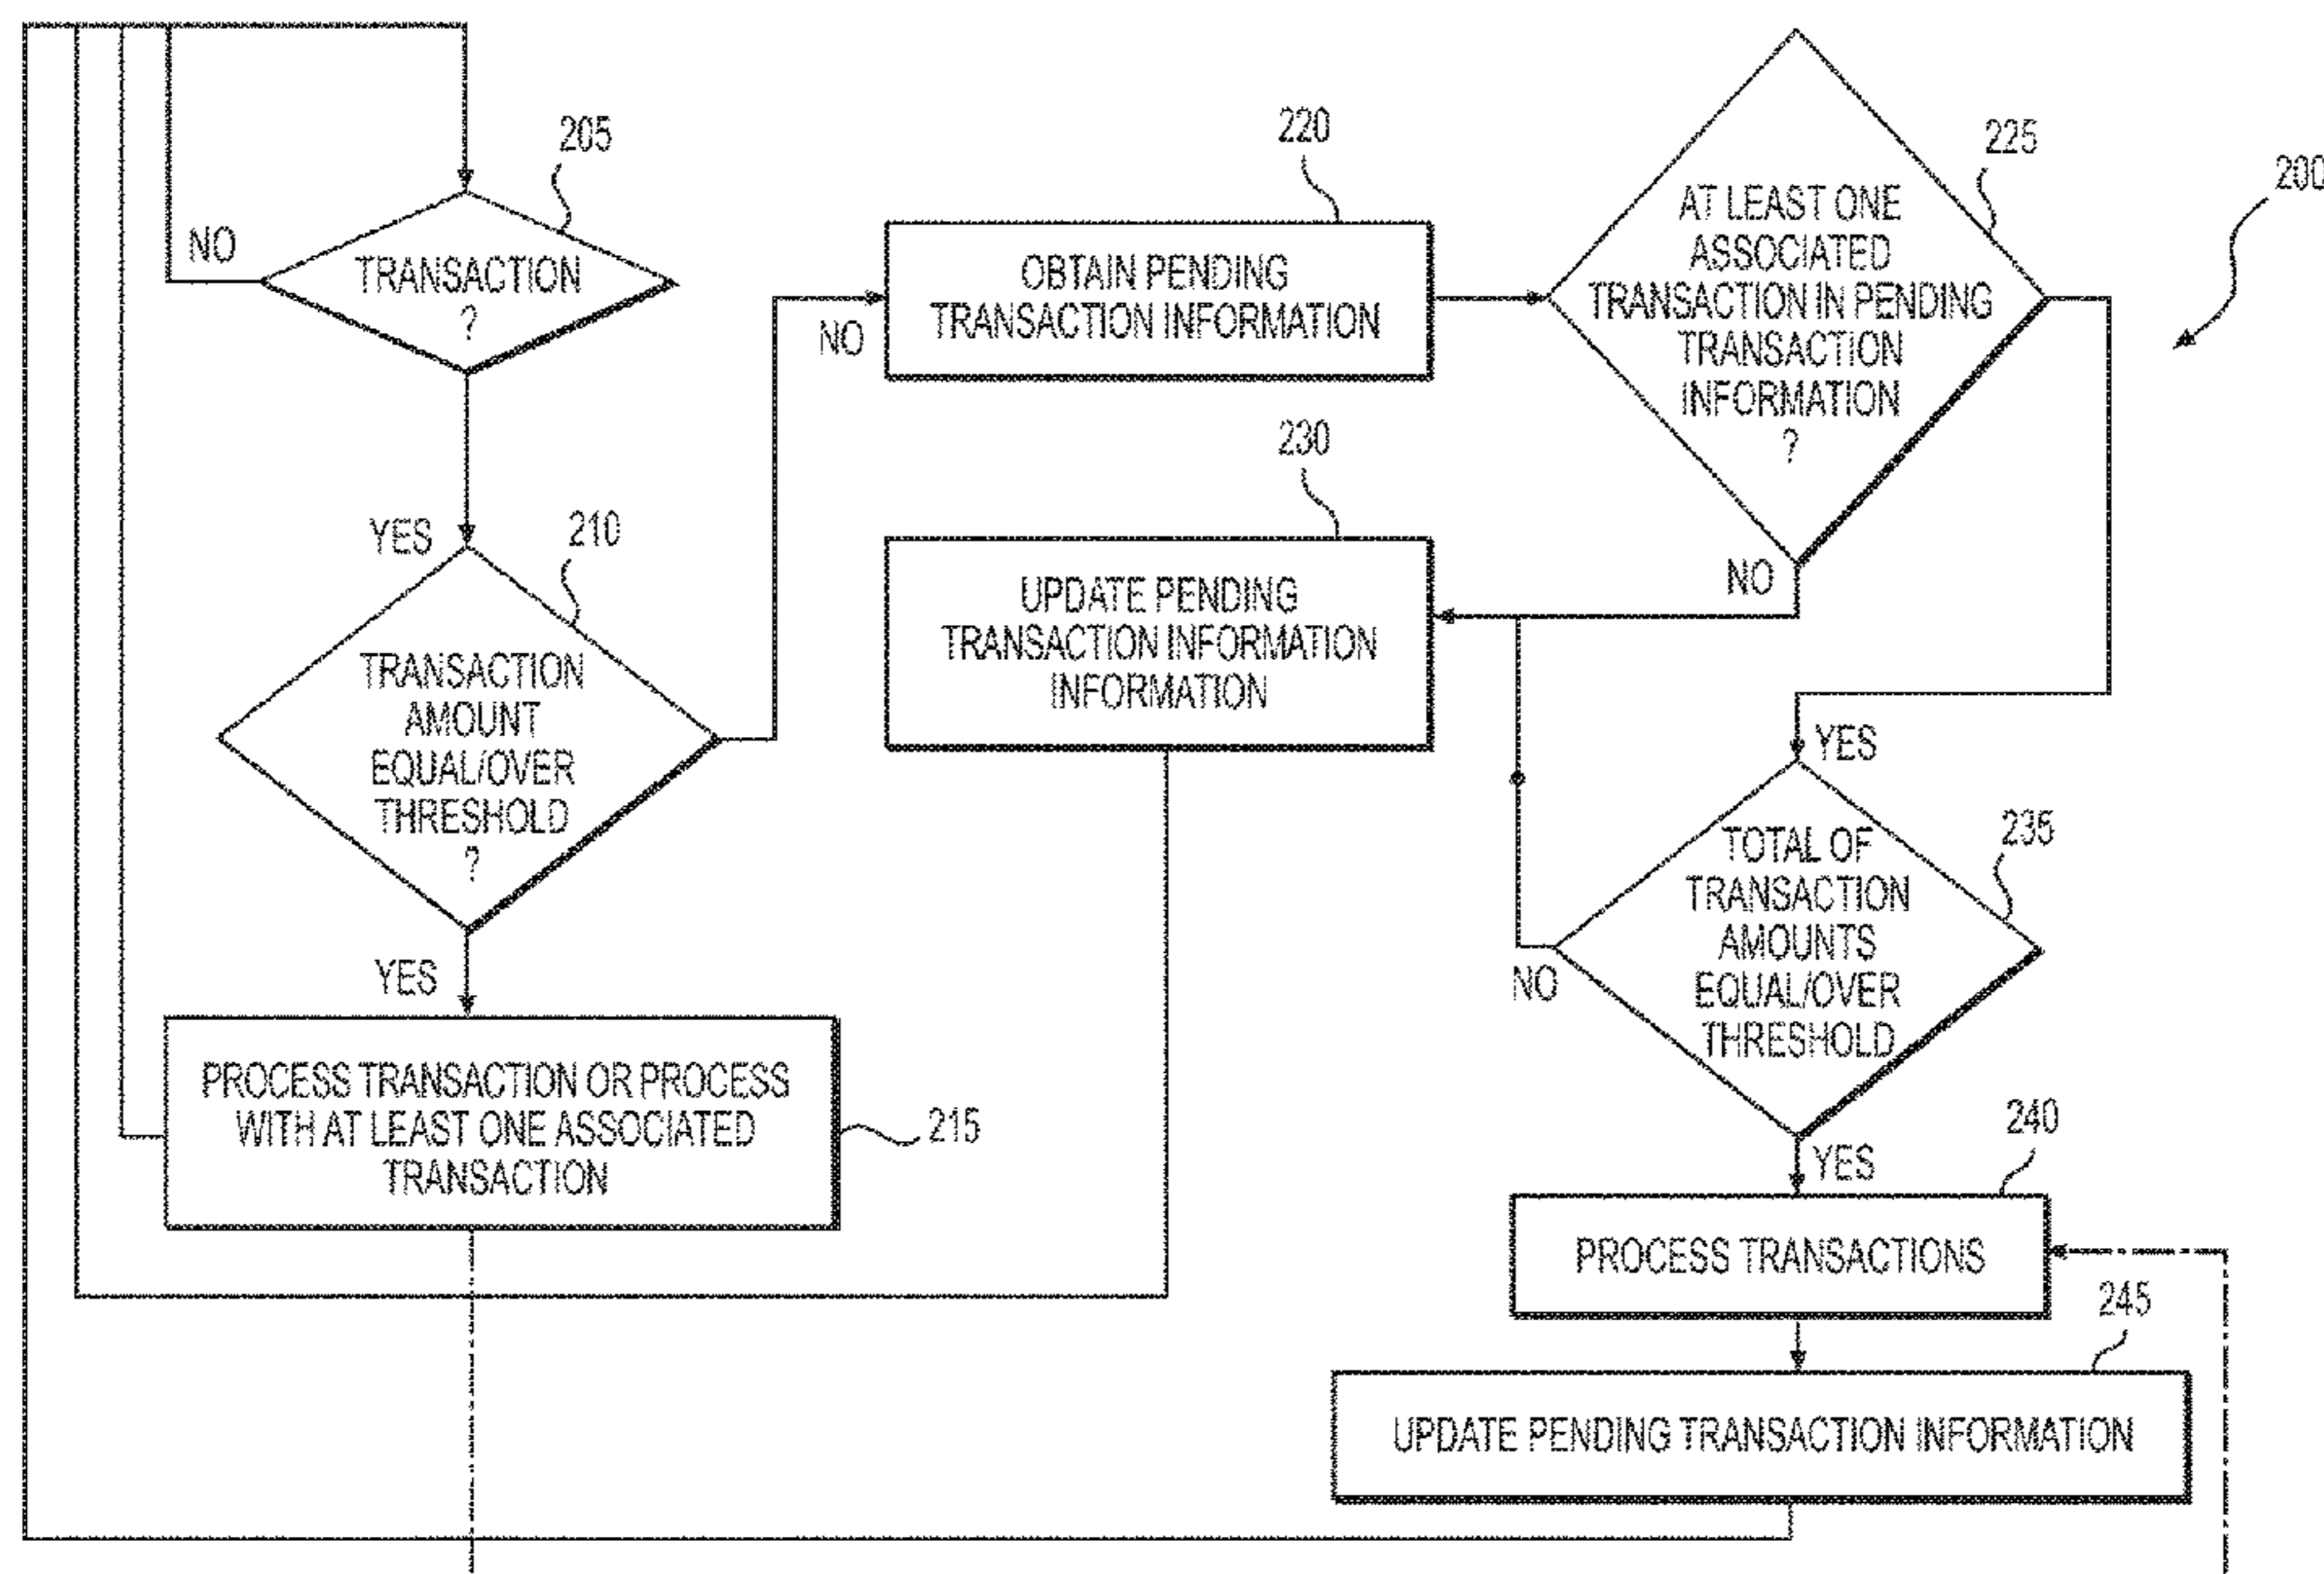 205
NO
TRANSACTION
?
YES
210
TRANSACTION
AMOUNT
EQUAL/OVER
THRESHOLD
?
YES
PROCESS TRANSACTION OR PROCESS
WITH AT LEAST ONE ASSOCIATED
TRANSACTION
215
NO
220
OBTAIN PENDING
TRANSACTION INFORMATION
225
AT LEAST ONE
ASSOCIATED
TRANSACTION IN PENDING
TRANSACTION
INFORMATION
?
200
NO
230
UPDATE PENDING
TRANSACTION INFORMATION
INFORMATION
YES
235
TOTAL OF
TRANSACTION
AMOUNTS
EQUAL/OVER
THRESHOLD
NO
YES
240
PROCESS TRANSACTIONS
245
UPDATE PENDING TRANSACTION INFORMATION